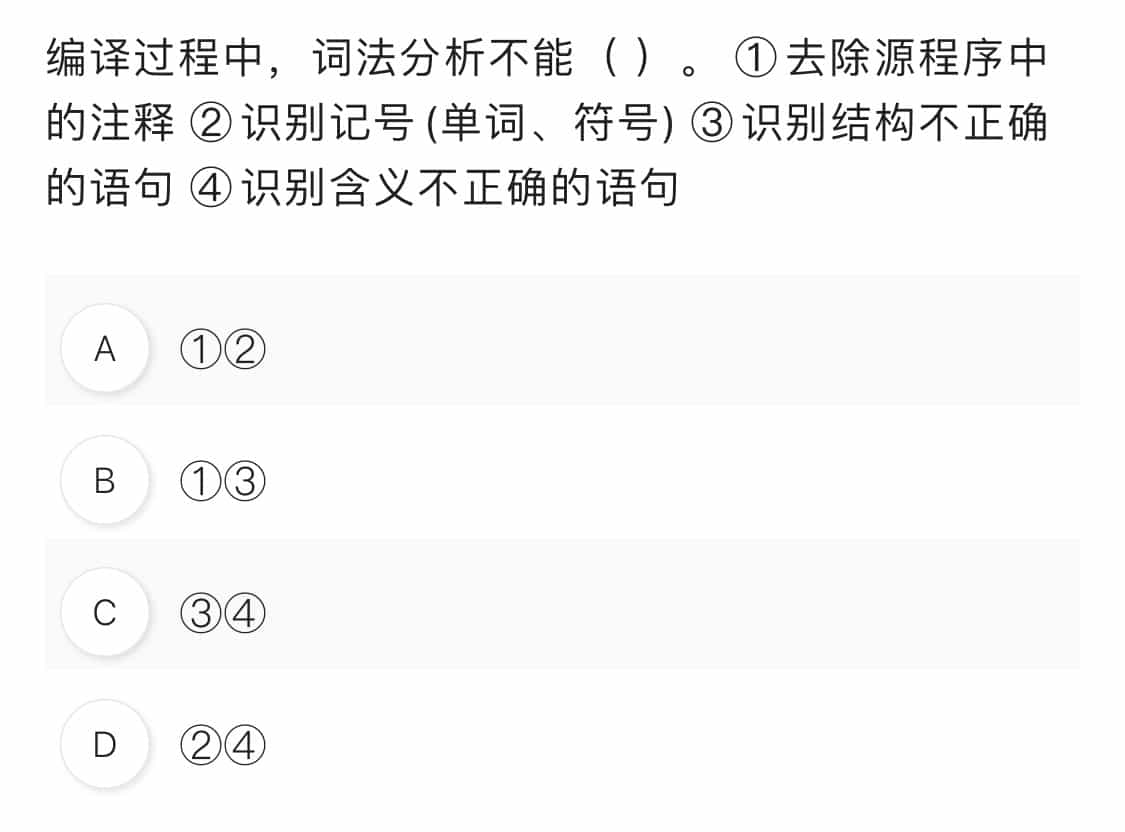 编译过程中，词法分析不能（ ）。 ①去除源程序中
的注释 ②识别记号(单词、符号) ③识别结构不正确
的语句 ④识别含义不正确的语句
A ①②
B ①③
C ③④
D ②④